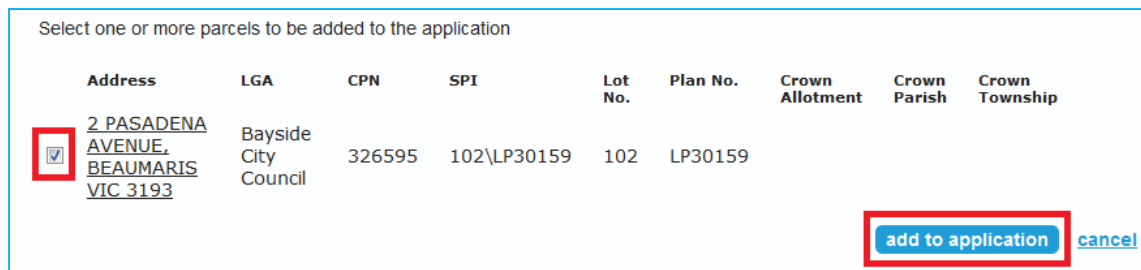 Select one or more parcels to be added to the application
Address LGA CPN SPI Lot No. Plan No. Crown Allotment Crown Parish Crown Township
2 PASADENA AVENUE, BEAUMARIS VIC 3193 Bayside City Council 326595 102\LP30159 102 LP30159
add to application cancel